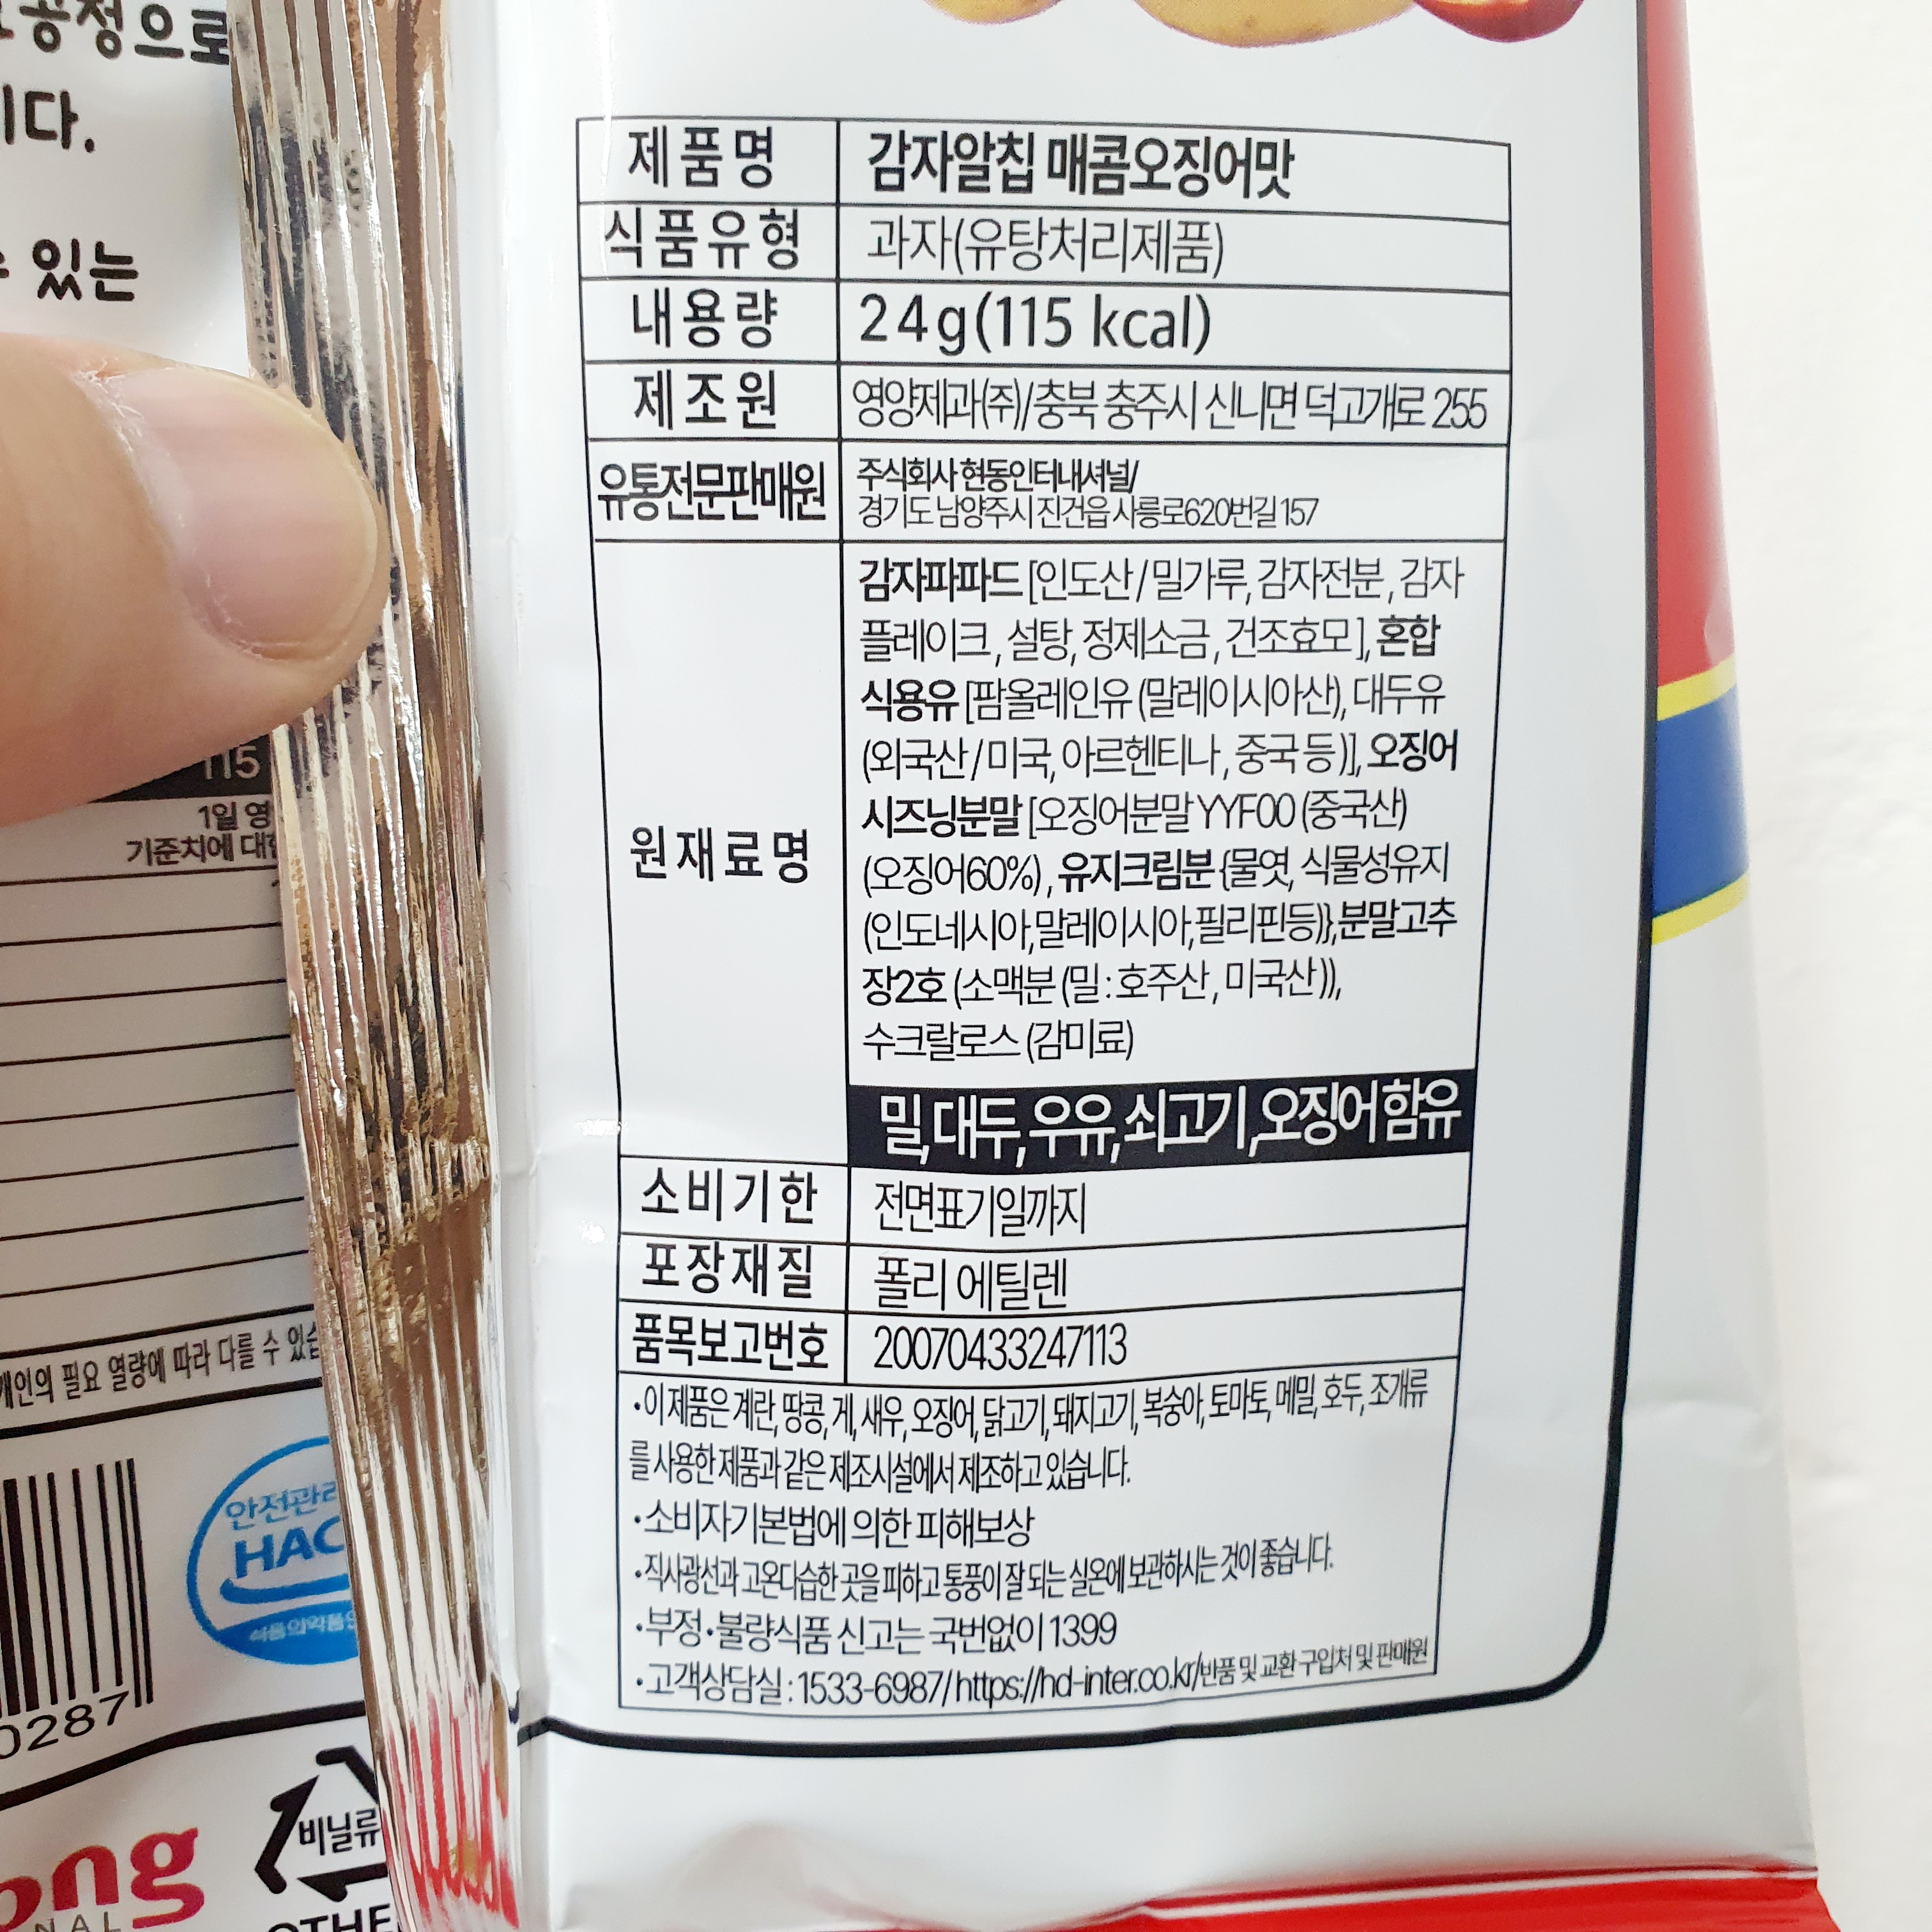 공정으로
다.
있는
115
1일 영
기준치에 대한
개인의 필요 열량에 따라 다를 수 있습
안전관리
HAC
식품의약품안
0287
비닐류
OTHE
ong
NAL
제품명 감자알칩 매콤오징어맛
식품유형 과자(유탕처리제품)
내용량 24g(115 kcal)
제조원 영양제과(주)/충북 충주시 신니면 덕고개로 255
유통전문판매원 주식회사 현동인터내셔널/
경기도 남양주시 진건읍 사릉로620번길 157
원재료명
감자파파드 [인도산/밀가루, 감자전분, 감자
플레이크, 설탕, 정제소금, 건조효모], 혼합
식용유 [팜올레인유 (말레이시아산), 대두유
(외국산/미국, 아르헨티나, 중국 등)], 오징어
시즈닝분말 [오징어분말 YYF00 (중국산)
(오징어60%), 유지크림분 {물엿, 식물성유지
(인도네시아,말레이시아,필리핀등)},분말고추
장2호 (소맥분 (밀: 호주산, 미국산)),
수크랄로스 (감미료)
밀,대두,우유,쇠고기,오징어 함유
소비기한 전면표기일까지
포장재질 폴리 에틸렌
품목보고번호 20070433247113
•이 제품은 계란, 땅콩, 게, 새우, 오징어, 닭고기, 돼지고기, 복숭아, 토마토, 메밀, 호두, 조개류
를 사용한 제품과 같은 제조시설에서 제조하고 있습니다.
•소비자기본법에 의한 피해보상
•직사광선과 고온다습한 곳을 피하고 통풍이 잘 되는 실온에 보관하시는 것이 좋습니다.
•부정•불량식품 신고는 국번없이 1399
•고객상담실:1533-6987/https://hd-inter.co.kr/반품 및 교환 구입처 및 판매원